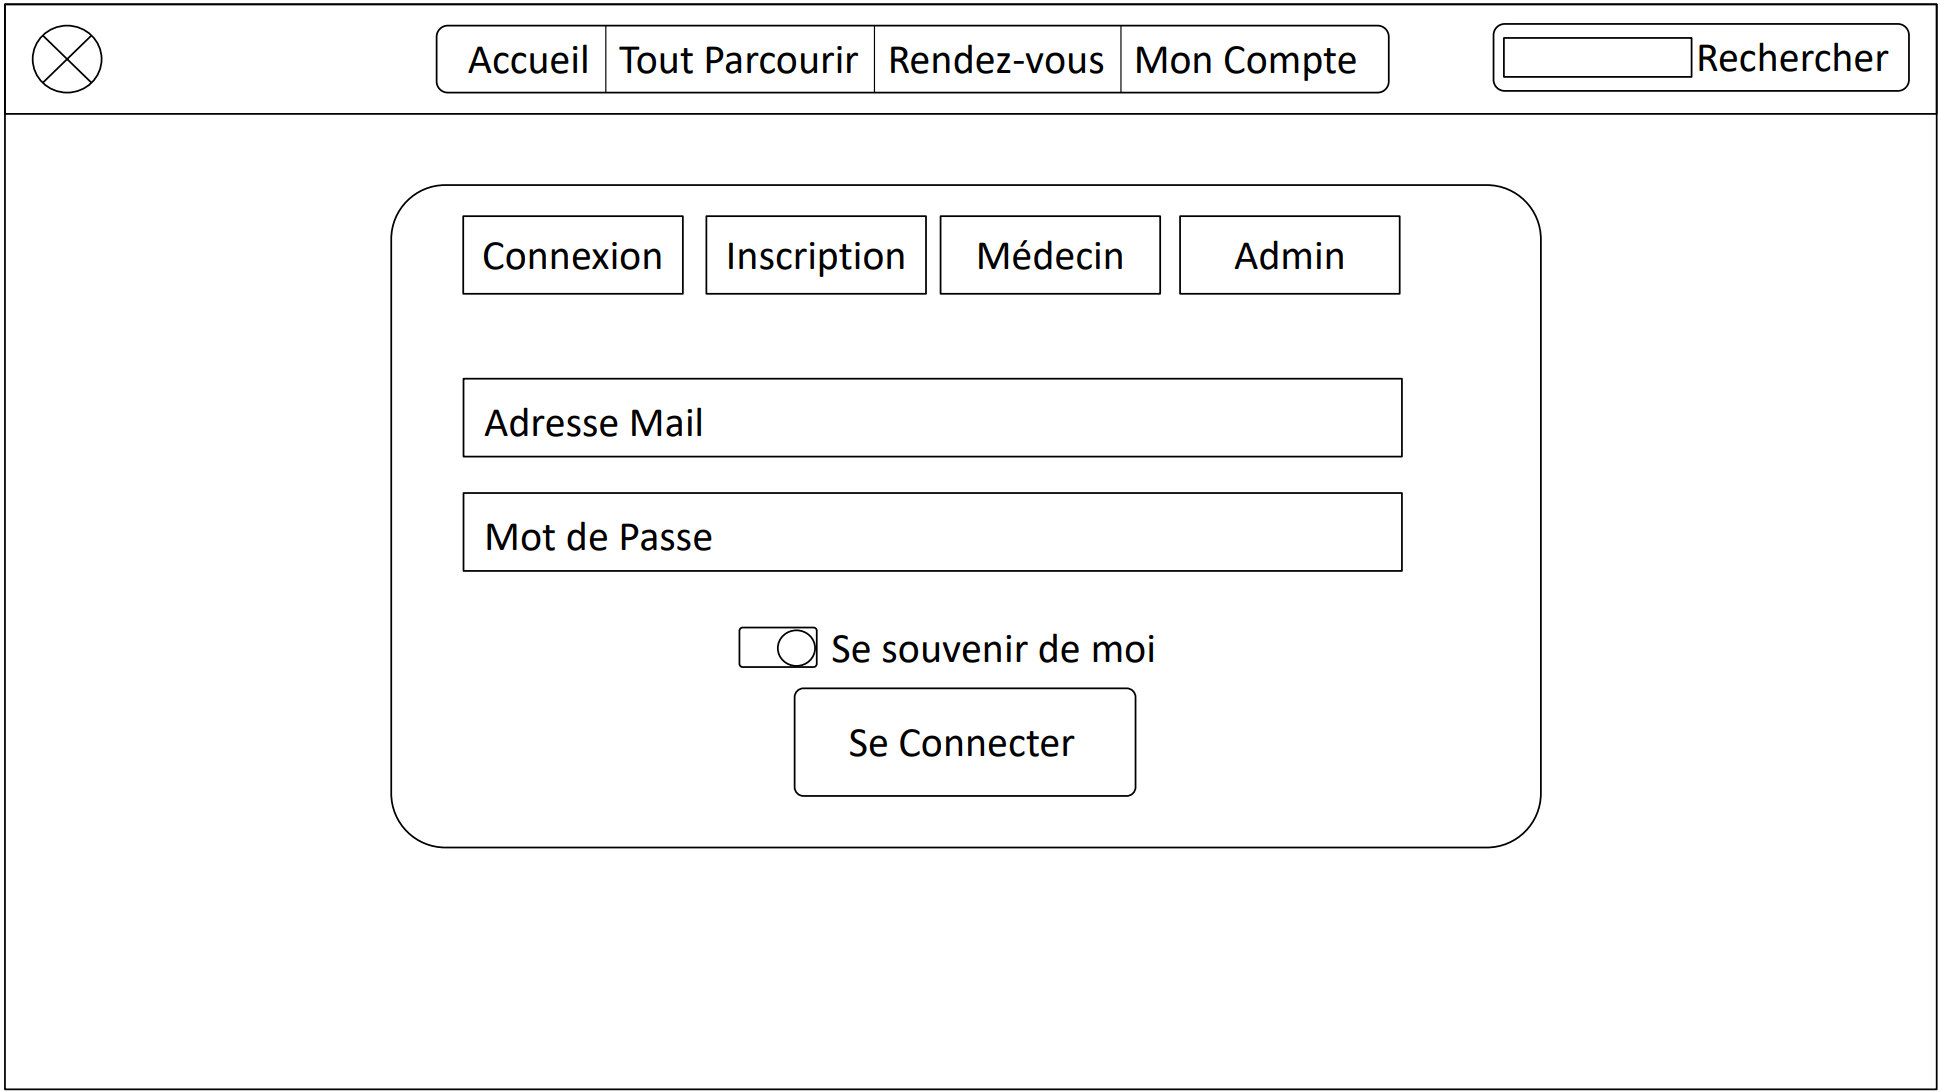 Accueil Tout Parcourir Rendez-vous Mon Compte Rechercher
Connexion Inscription Médecin Admin
Adresse Mail
Mot de Passe
Se souvenir de moi
Se Connecter